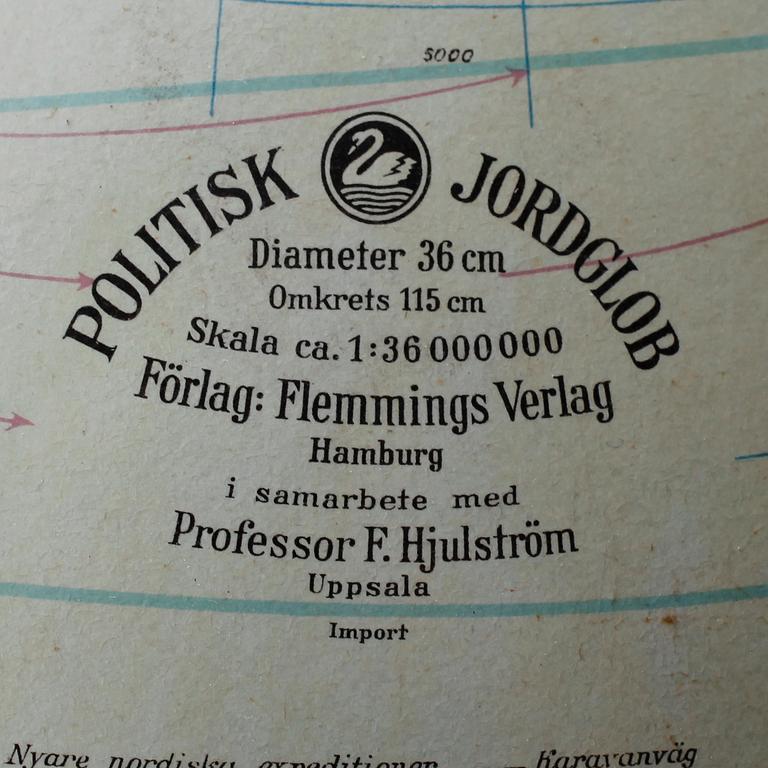 5000
POLITISK JORDGLOB
Diameter 36 cm
Omkrets 115 cm
Skala ca. 1:36 000 000
Förlag: Flemmings Verlag
Hamburg
i samarbete med
Professor F. Hjulström
Uppsala
Import
Nyare nordiska expeditioner Karavanväg